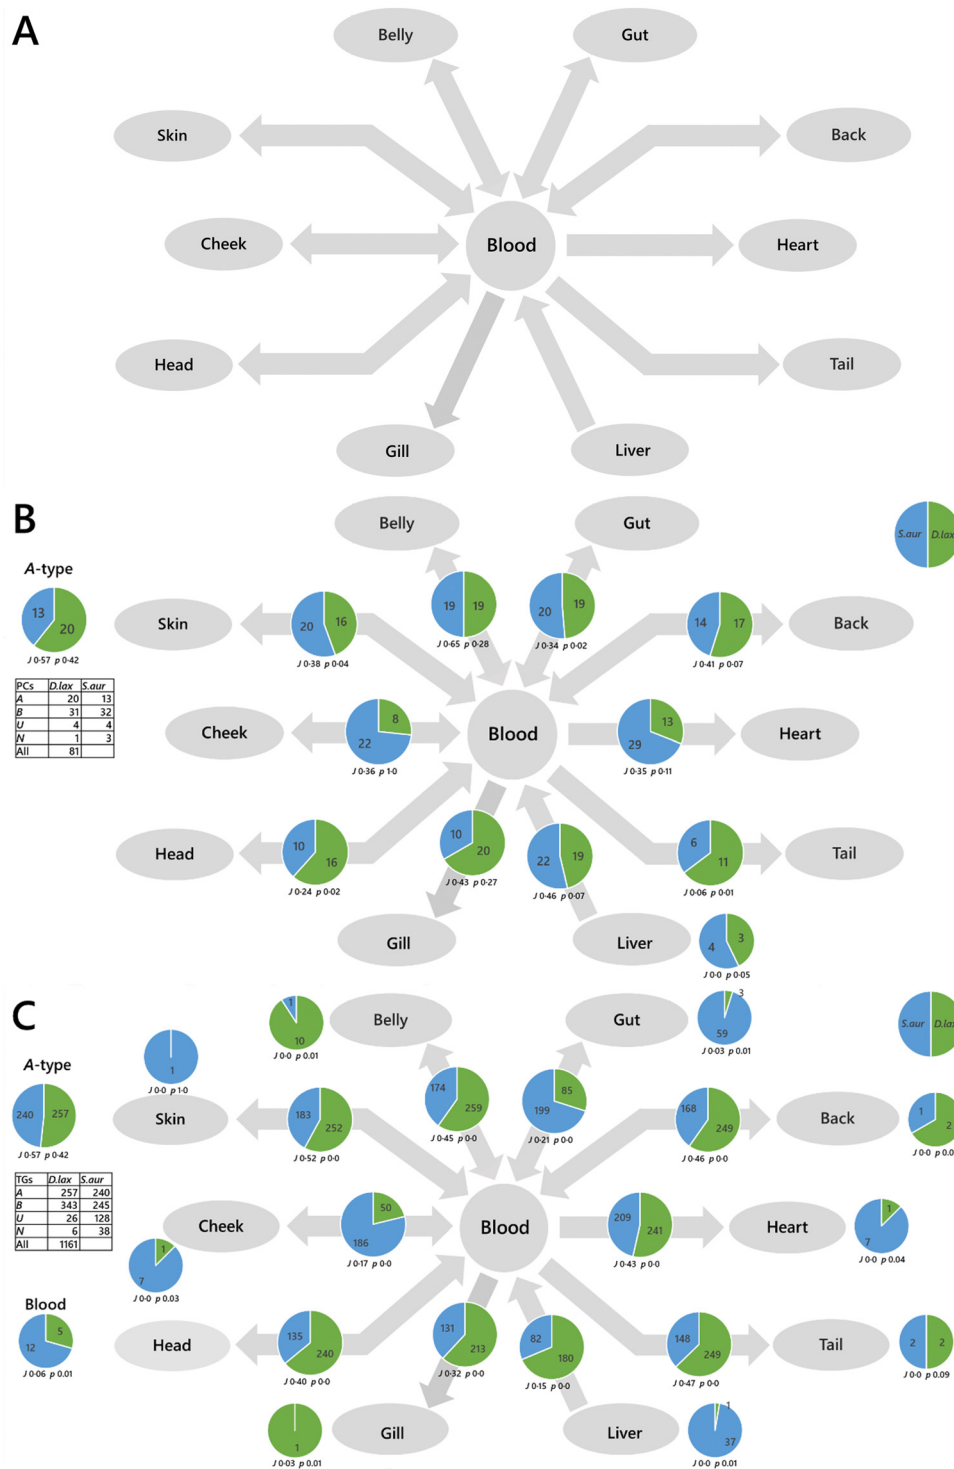 A
Belly
Gut
Skin
Back
Cheek
Blood
Heart
Head
Tail
Gill
Liver
B
Belly
Gut
S.aur D.lax
A-type
13 20
J 0·57 p 0·42
Skin
20 16
J 0·38 p 0·04
19 19
J 0·65 p 0·28
20 19
J 0·34 p 0·02
14 17
J 0·41 p 0·07
Back
PCs D.lax S.aur
A 20 13
B 31 32
U 4 4
N 1 3
All 81
Cheek
22 8
J 0·36 p 1·0
Blood
29 13
J 0·35 p 0·11
Heart
Head
10 16
J 0·24 p 0·02
10 20
J 0·43 p 0·27
22 19
J 0·46 p 0·07
6 11
J 0·06 p 0·01
Tail
Gill
Liver
4 3
J 0·0 p 0·05
C
1
J 0·0 p 1·0
1 10
J 0·0 p 0.01
Belly
Gut
3
59
J 0·03 p 0.01
S.aur D.lax
A-type
240 257
J 0·57 p 0·42
Skin
183 252
J 0·52 p 0·0
174 259
J 0·45 p 0·0
199 85
J 0·21 p 0·0
168 249
J 0·46 p 0·0
Back
1 2
J 0·0 p 0.0
TGs D.lax S.aur
A 257 240
B 343 245
U 26 128
N 6 38
All 1161
Cheek
7 1
J 0·0 p 0.03
186 50
J 0·17 p 0·0
Blood
209 241
J 0·43 p 0·0
Heart
7 1
J 0·0 p 0.04
Blood
12 5
J 0·06 p 0.01
Head
135 240
J 0·40 p 0·0
131 213
J 0·32 p 0·0
82 180
J 0·15 p 0·0
148 249
J 0·47 p 0·0
Tail
2 2
J 0·0 p 0.09
1
J 0·03 p 0.01
Gill
Liver
1
37
J 0·0 p 0.01